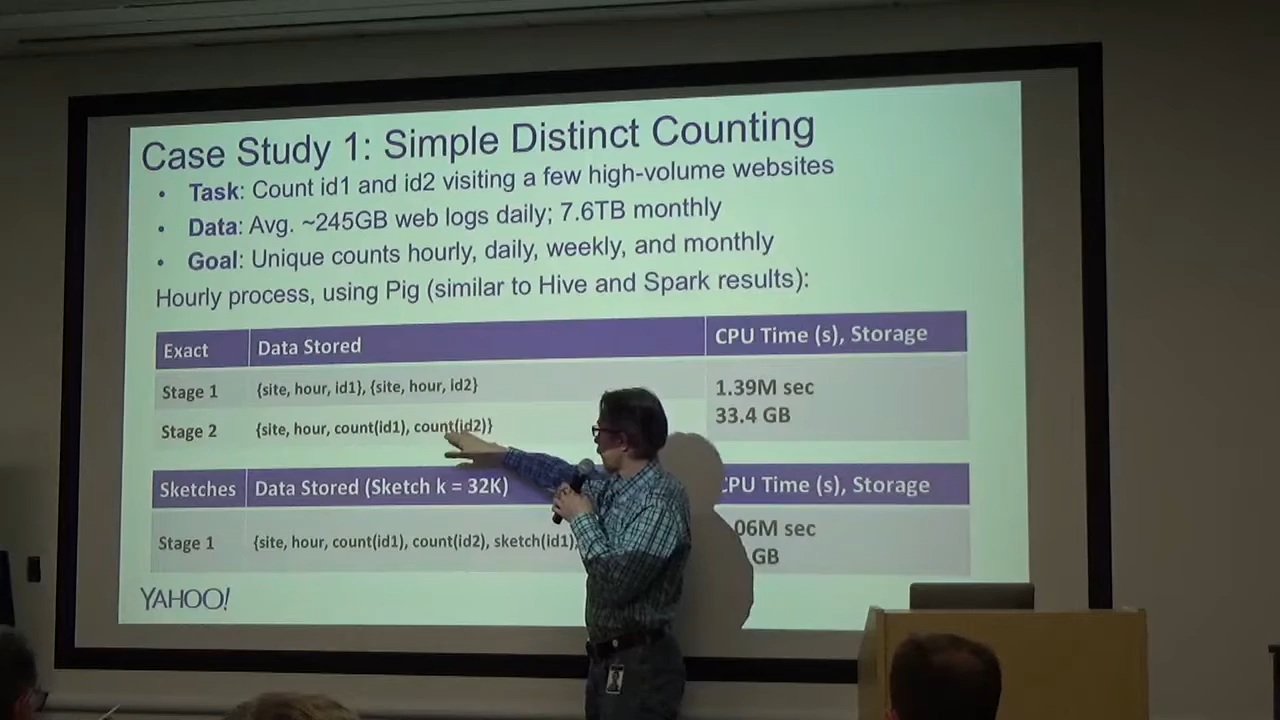 Case Study 1: Simple Distinct Counting
• Task: Count id1 and id2 visiting a few high-volume websites
• Data: Avg. ~245GB web logs daily; 7.6TB monthly
• Goal: Unique counts hourly, daily, weekly, and monthly
Hourly process, using Pig (similar to Hive and Spark results):
Exact Data Stored CPU Time (s), Storage
Stage 1 {site, hour, id1}, {site, hour, id2} 1.39M sec
33.4 GB
Stage 2 {site, hour, count(id1), count(id2)}
Sketches Data Stored (Sketch k = 32K) CPU Time (s), Storage
Stage 1 {site, hour, count(id1), count(id2), sketch(id1), .06M sec
GB
YAHOO!